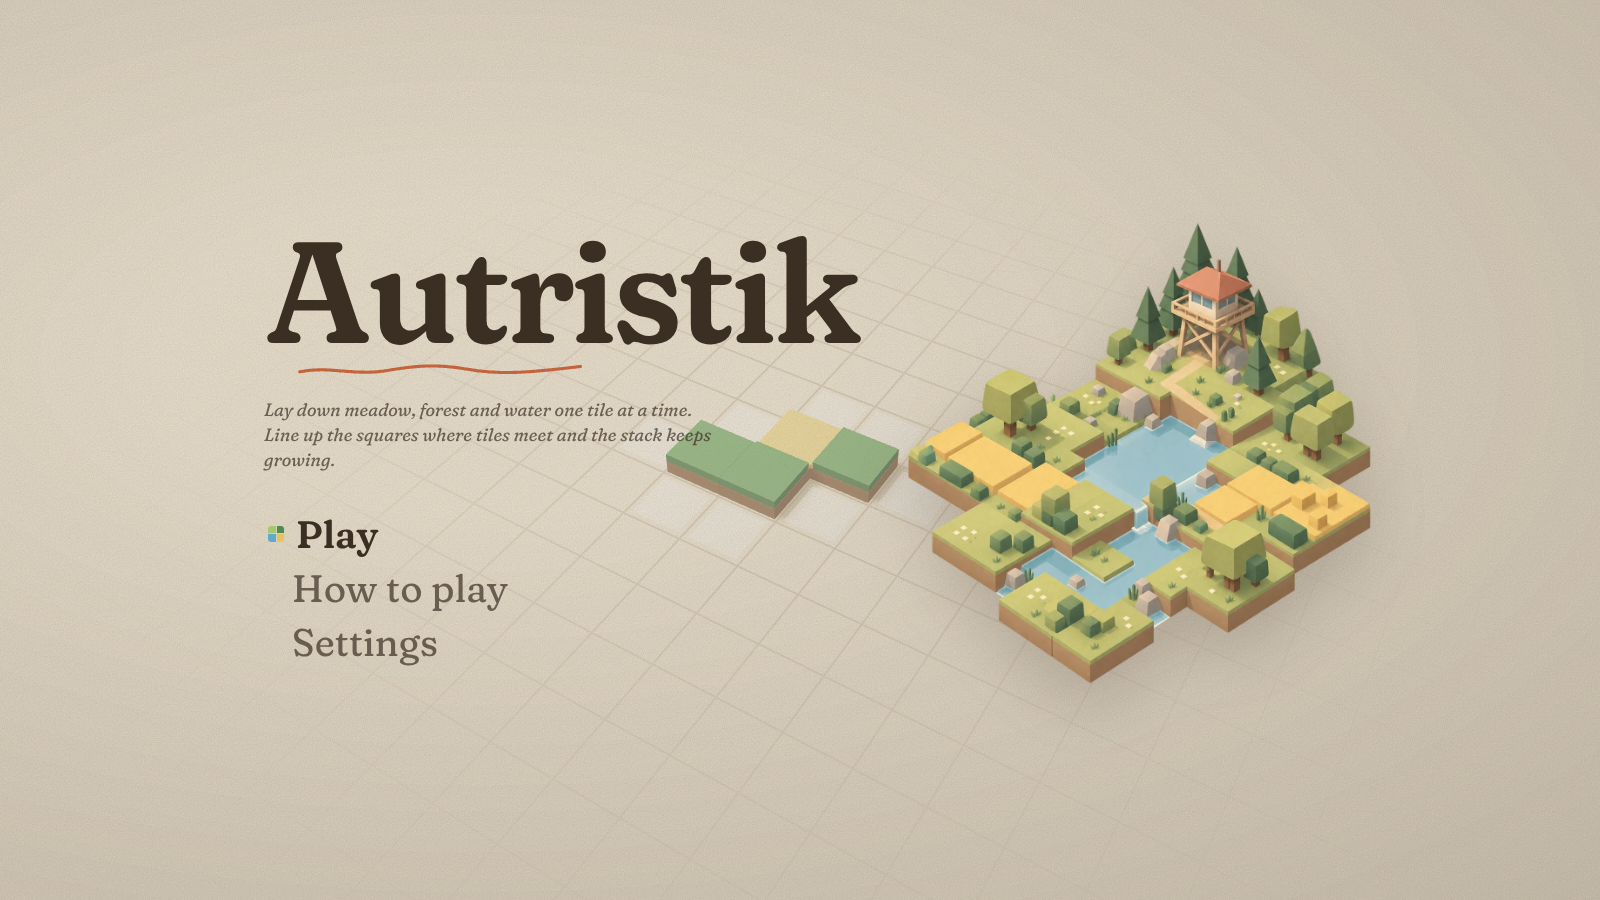 Autristik
Lay down meadow, forest and water one tile at a time.
Line up the squares where tiles meet and the stack keeps
growing.
Play
How to play
Settings